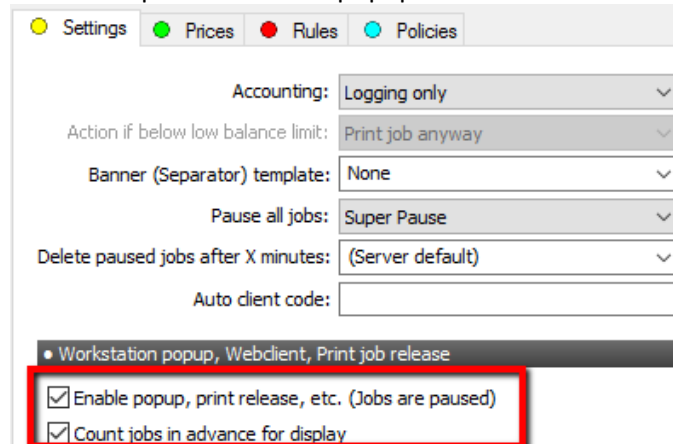 Settings Prices Rules Policies
Accounting: Logging only
Action if below low balance limit: Print job anyway
Banner (Separator) template: None
Pause all jobs: Super Pause
Delete paused jobs after X minutes: (Server default)
Auto client code:
• Workstation popup, Webclient, Print job release
Enable popup, print release, etc. (Jobs are paused)
Count jobs in advance for display